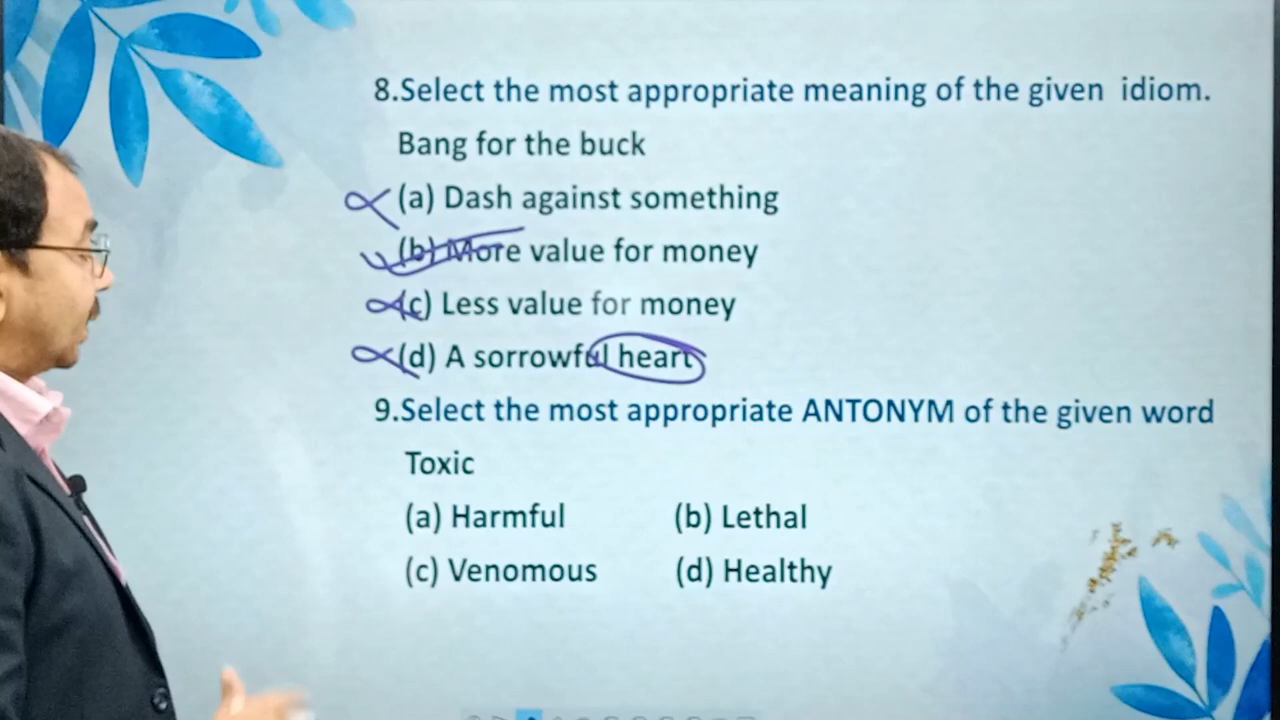 8.Select the most appropriate meaning of the given idiom.
Bang for the buck
(a) Dash against something
(b) More value for money
(c) Less value for money
(d) A sorrowful heart
9.Select the most appropriate ANTONYM of the given word
Toxic
(a) Harmful (b) Lethal
(c) Venomous (d) Healthy